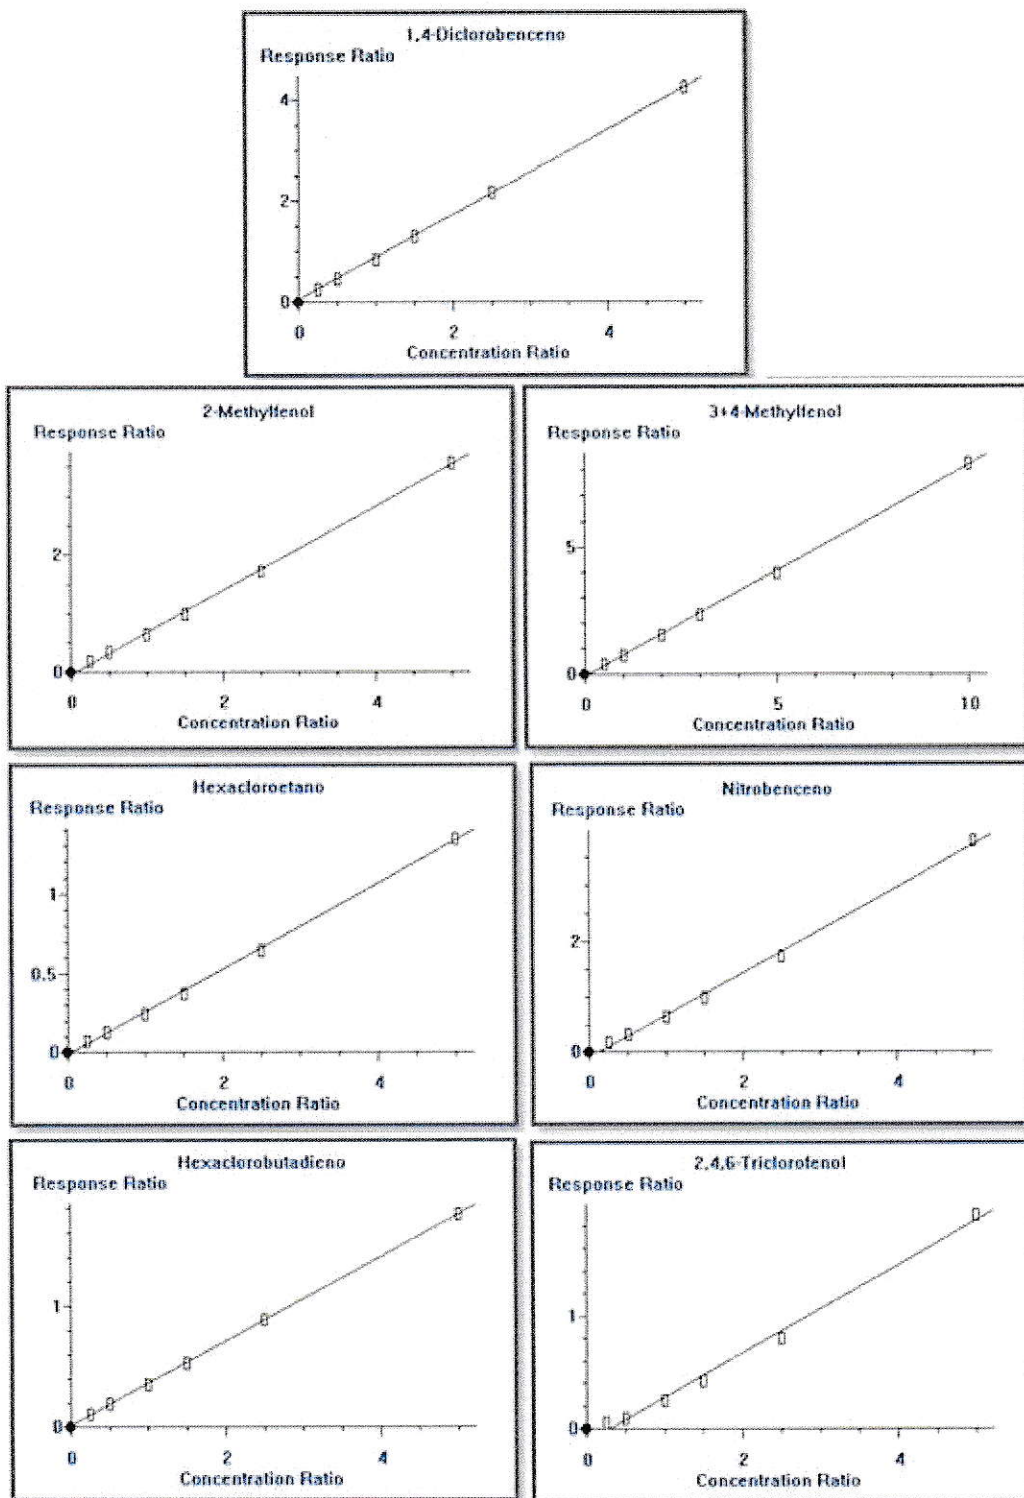 1,4-Diclorobenceno
Response Ratio
4
2
0
0 2 4
Concentration Ratio
2-Methylfenol
Response Ratio
2
0
0 2 4
Concentration Ratio
3+4-Methylfenol
Response Ratio
5
0
0 5 10
Concentration Ratio
Hexacloroetano
Response Ratio
1
0.5
0
0 2 4
Concentration Ratio
Nitrobenceno
Response Ratio
2
0
0 2 4
Concentration Ratio
Hexaclorobutadieno
Response Ratio
1
0
0 2 4
Concentration Ratio
2,4,6-Triclorofenol
Response Ratio
1
0
0 2 4
Concentration Ratio